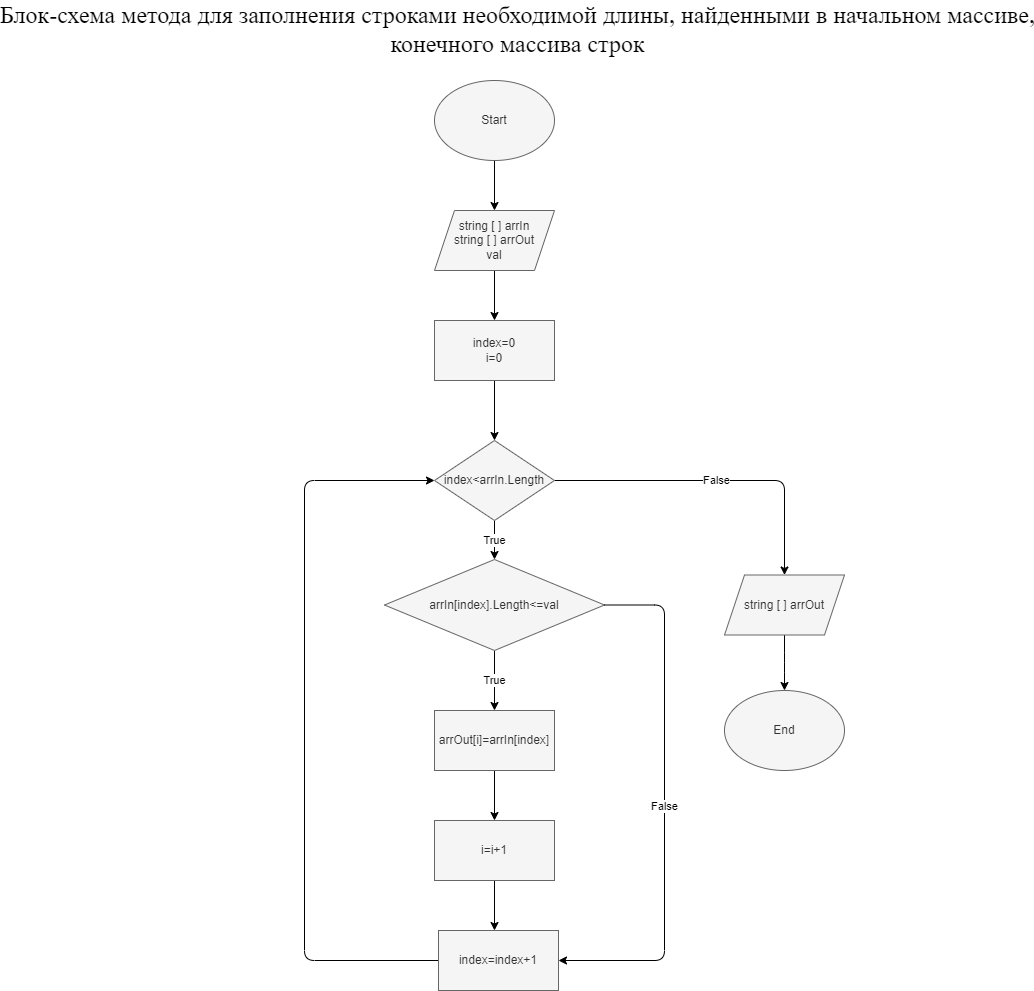 Блок-схема метода для заполнения строками необходимой длины, найденными в начальном массиве,
конечного массива строк
Start
string [ ] arrIn
string [ ] arrOut
val
index=0
i=0
index<arrIn.Length
False
True
arrIn[index].Length<=val
string [ ] arrOut
True
arrOut[i]=arrIn[index]
End
False
i=i+1
index=index+1